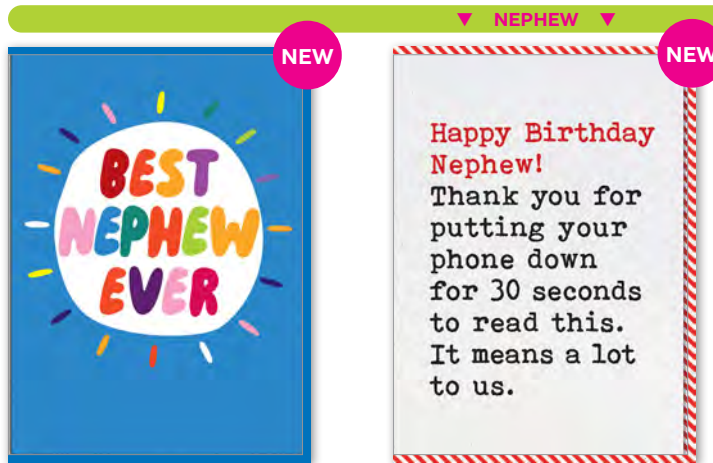 NEPHEW
NEW
BEST
NEPHEW
EVER
NEW
Happy Birthday
Nephew!
Thank you for
putting your
phone down
for 30 seconds
to read this.
It means a lot
to us.